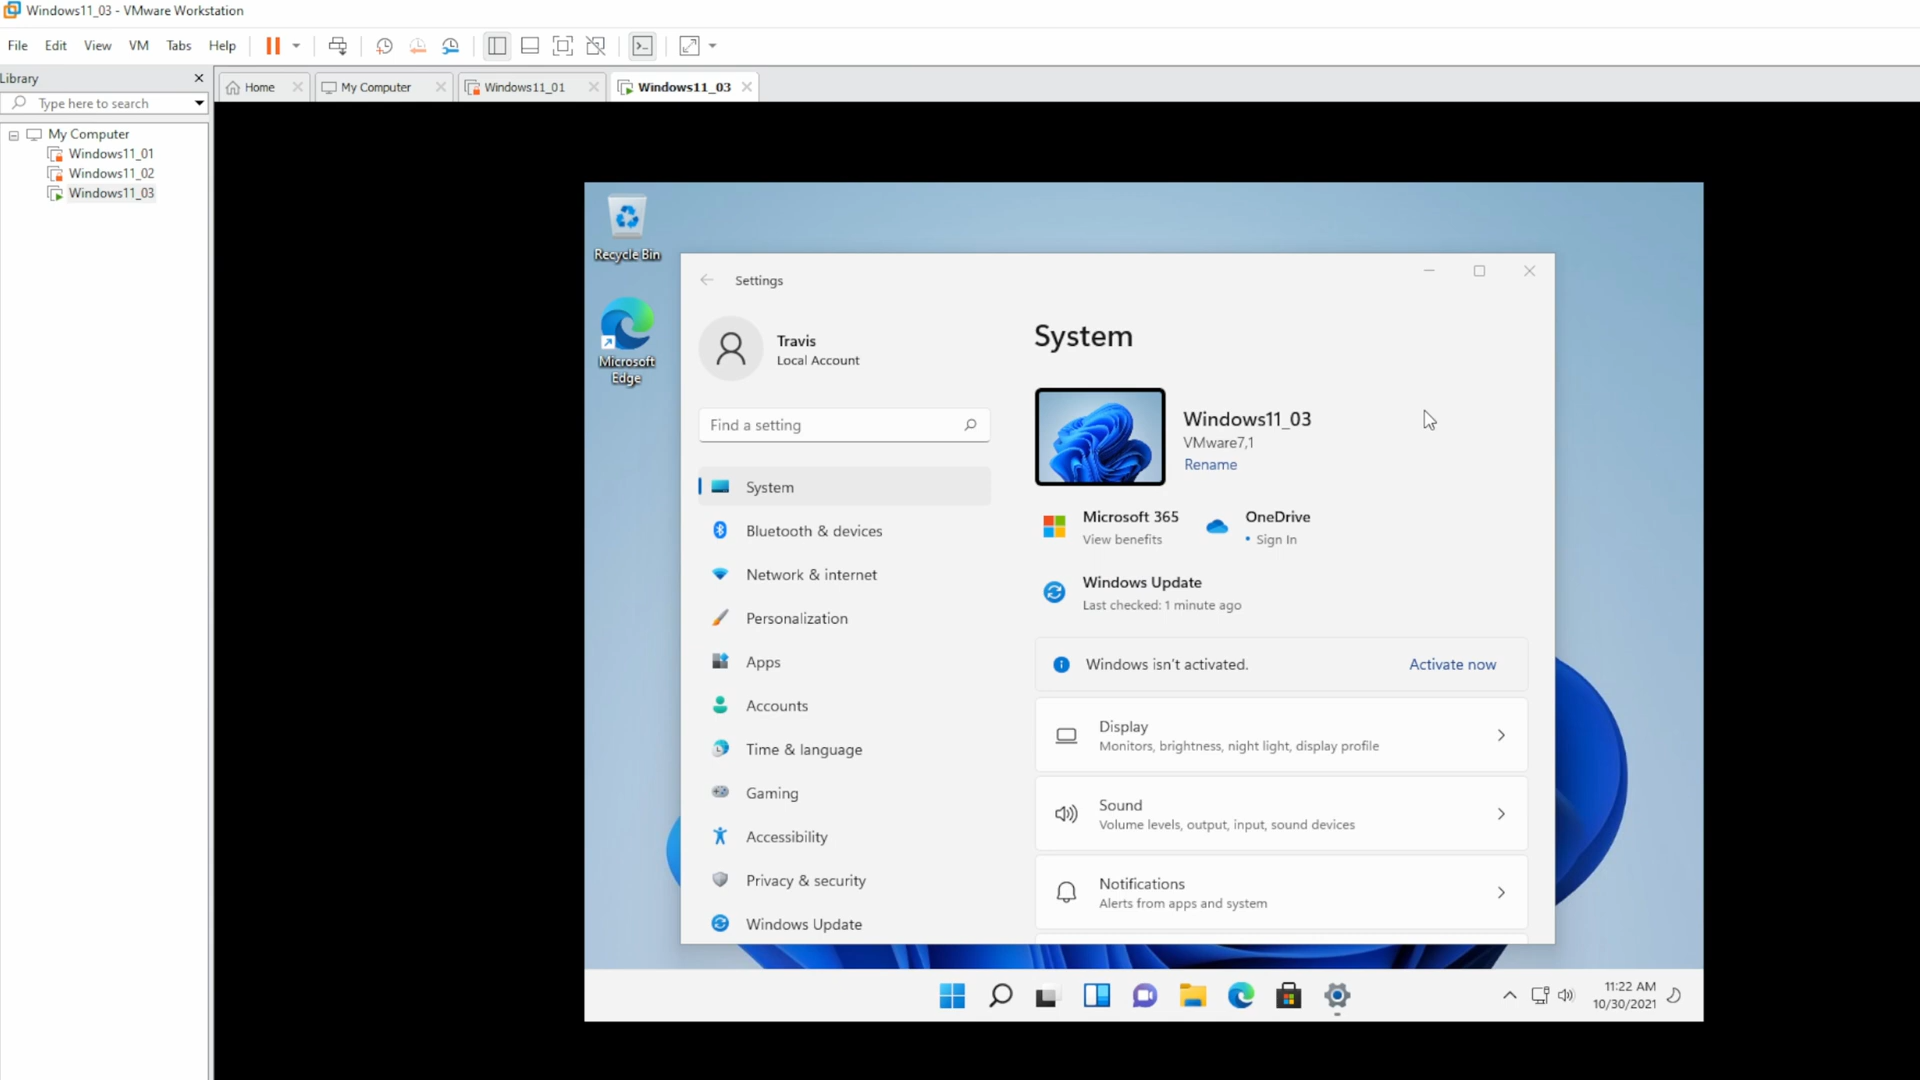 Windows11_03 - VMware Workstation
File Edit View VM Tabs Help
Library
Type here to search
My Computer
Windows11_01
Windows11_02
Windows11_03
Home
My Computer
Windows11_01
Windows11_03
Recycle Bin
Microsoft
Edge
Settings
Travis
Local Account
Find a setting
System
Bluetooth & devices
Network & internet
Personalization
Apps
Accounts
Time & language
Gaming
Accessibility
Privacy & security
Windows Update
System
Windows11_03
VMware7,1
Rename
Microsoft 365
View benefits
OneDrive
• Sign In
Windows Update
Last checked: 1 minute ago
Windows isn't activated.
Activate now
Display
Monitors, brightness, night light, display profile
Sound
Volume levels, output, input, sound devices
Notifications
Alerts from apps and system
11:22 AM
10/30/2021